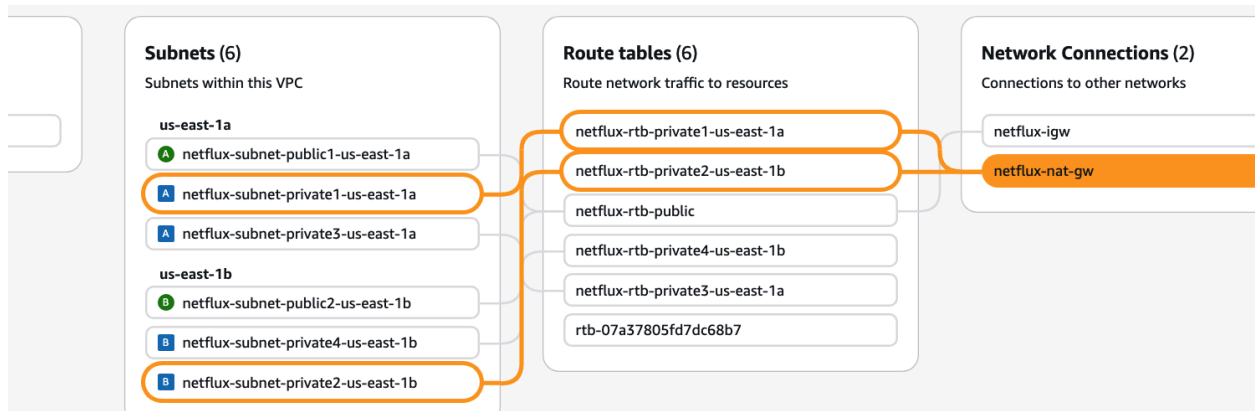 Subnets (6)
Subnets within this VPC
us-east-1a
A netflux-subnet-public1-us-east-1a
A netflux-subnet-private1-us-east-1a
A netflux-subnet-private3-us-east-1a
us-east-1b
B netflux-subnet-public2-us-east-1b
B netflux-subnet-private4-us-east-1b
B netflux-subnet-private2-us-east-1b
Route tables (6)
Route network traffic to resources
netflux-rtb-private1-us-east-1a
netflux-rtb-private2-us-east-1b
netflux-rtb-public
netflux-rtb-private4-us-east-1b
netflux-rtb-private3-us-east-1a
rtb-07a37805fd7dc68b7
Network Connections (2)
Connections to other networks
netflux-igw
netflux-nat-gw